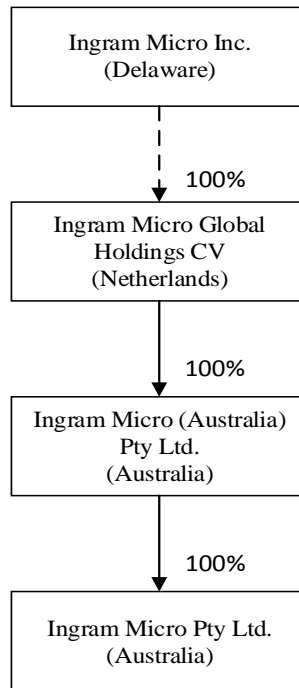 Ingram Micro Inc.
(Delaware)
100%
Ingram Micro Global
Holdings CV
(Netherlands)
100%
Ingram Micro (Australia)
Pty Ltd.
(Australia)
100%
Ingram Micro Pty Ltd.
(Australia)